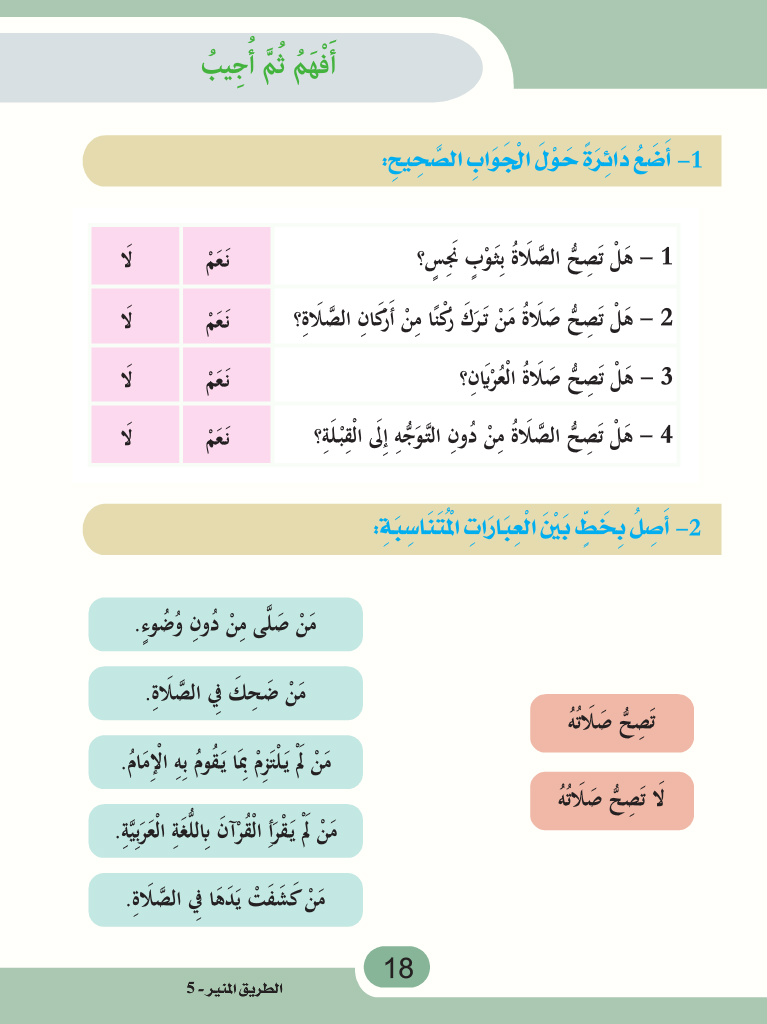 أَفْهَمُ ثُمَّ أُجِيبُ
1- أَضَعُ دَائِرَةً حَوْلَ الْجَوَابِ الصَّحِيحِ:
1 – هَلْ تَصِحُّ الصَّلَاةُ بِثَوْبٍ نَجِسٍ؟ نَعَمْ لَا
2 – هَلْ تَصِحُّ صَلَاةُ مَنْ تَرَكَ رُكْنًا مِنْ أَرْكَانِ الصَّلَاةِ؟ نَعَمْ لَا
3 – هَلْ تَصِحُّ صَلَاةُ الْعُرْيَانِ؟ نَعَمْ لَا
4 – هَلْ تَصِحُّ الصَّلَاةُ مِنْ دُونِ التَّوَجُّهِ إِلَى الْقِبْلَةِ؟ نَعَمْ لَا
2- أَصِلُ بِخَطٍّ بَيْنَ الْعِبَارَاتِ الْمُتَنَاسِبَةِ:
تَصِحُّ صَلَاتُهُ
لَا تَصِحُّ صَلَاتُهُ
مَنْ صَلَّى مِنْ دُونِ وُضُوءٍ.
مَنْ ضَحِكَ فِي الصَّلَاةِ.
مَنْ لَمْ يَلْتَزِمْ بِمَا يَقُومُ بِهِ الْإِمَامُ.
مَنْ لَمْ يَقْرَأِ الْقُرْآنَ بِاللُّغَةِ الْعَرَبِيَّةِ.
مَنْ كَشَفَتْ يَدَهَا فِي الصَّلَاةِ.
18
الطريق المنير - 5